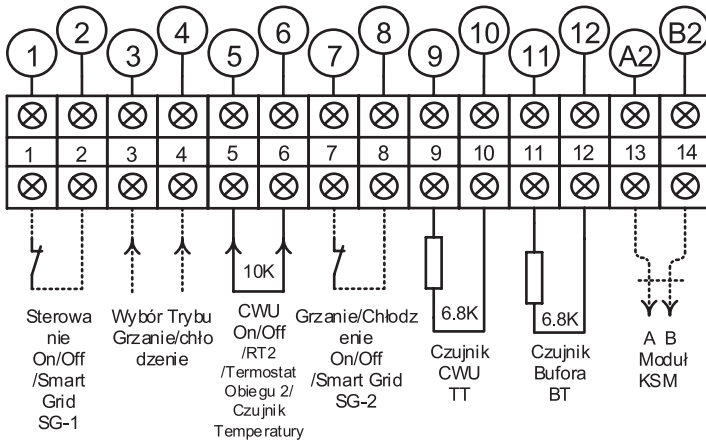 1 2 3 4 5 6 7 8 9 10 11 12 A2 B2
1 2 3 4 5 6 7 8 9 10 11 12 13 14
10K
6.8K
6.8K
Sterowa
nie
On/Off
/Smart
Grid
SG-1
Wybór Trybu
Grzanie/chło
dzenie
CWU
On/Off
/RT2
/Termostat
Obiegu 2/
Czujnik
Temperatury
Grzanie/Chłodz
enie
On/Off
/Smart Grid
SG-2
Czujnik
CWU
TT
Czujnik
Bufora
BT
A B
Moduł
KSM